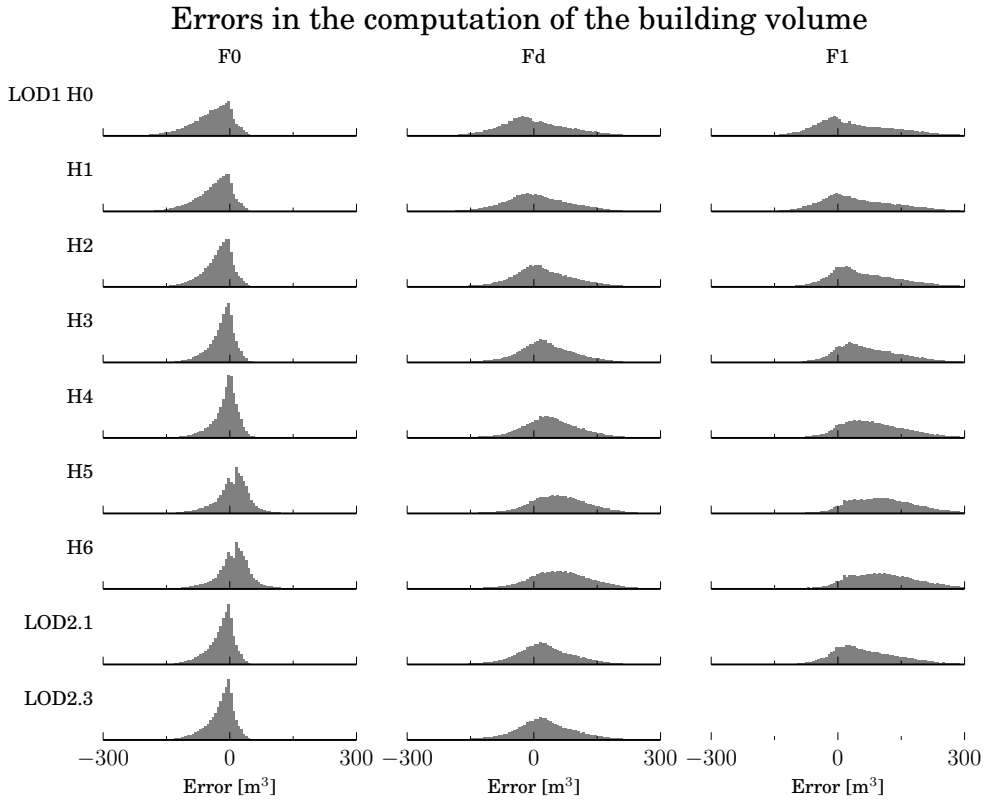 Errors in the computation of the building volume
F0 Fd F1
LOD1 H0
H1
H2
H3
H4
H5
H6
LOD2.1
LOD2.3
−300 0 300 −300 0 300 −300 0 300
Error [m³] Error [m³] Error [m³]